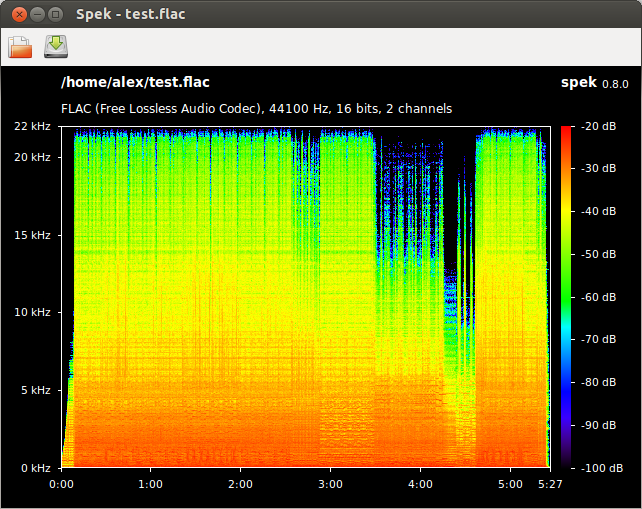 Spek - test.flac
/home/alex/test.flac
spek 0.8.0
FLAC (Free Lossless Audio Codec), 44100 Hz, 16 bits, 2 channels
22 kHz
20 kHz
15 kHz
10 kHz
5 kHz
0 kHz
0:00
1:00
2:00
3:00
4:00
5:00
5:27
-20 dB
-30 dB
-40 dB
-50 dB
-60 dB
-70 dB
-80 dB
-90 dB
-100 dB